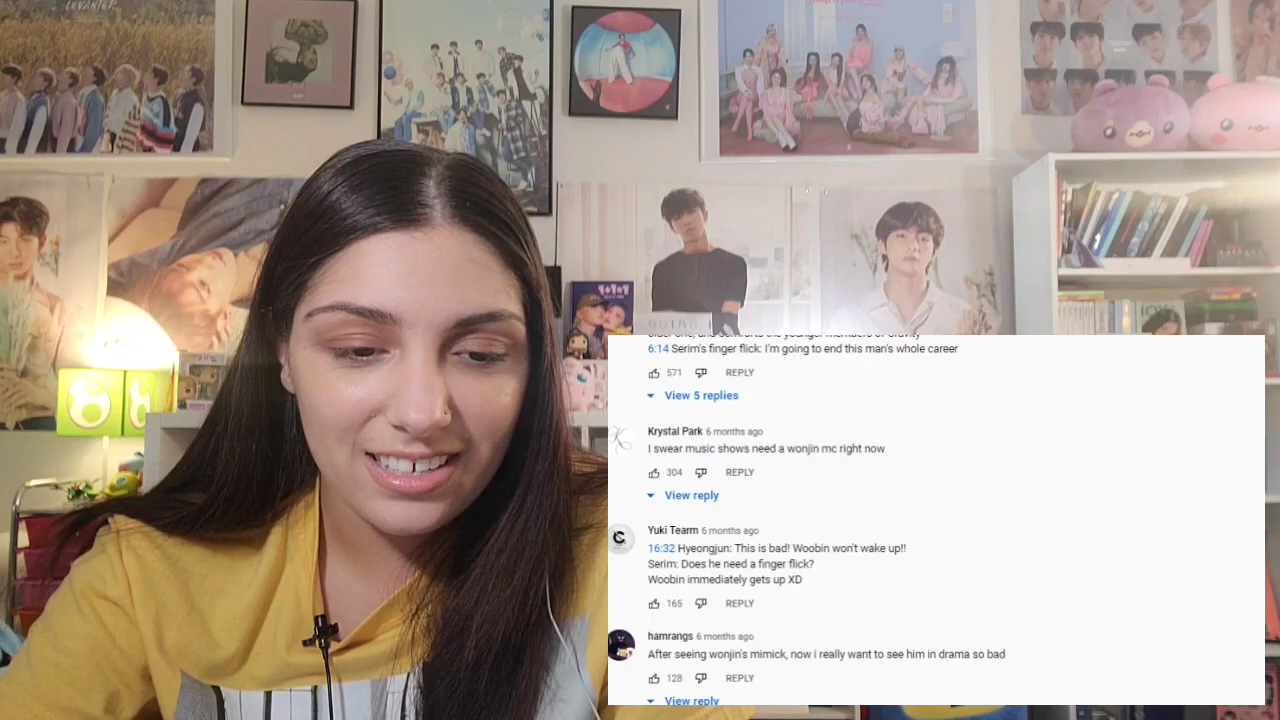 LEVANTER
GOING
6:14 Serim's finger flick: I'm going to end this man's whole career
571 REPLY
View 5 replies
Krystal Park 6 months ago
I swear music shows need a wonjin mc right now
304 REPLY
View reply
Yuki Tearm 6 months ago
16:32 Hyeongjun: This is bad! Woobin won't wake up!!
Serim: Does he need a finger flick?
Woobin immediately gets up XD
165 REPLY
hamrangs 6 months ago
After seeing wonjin's mimick, now i really want to see him in drama so bad
128 REPLY
View reply